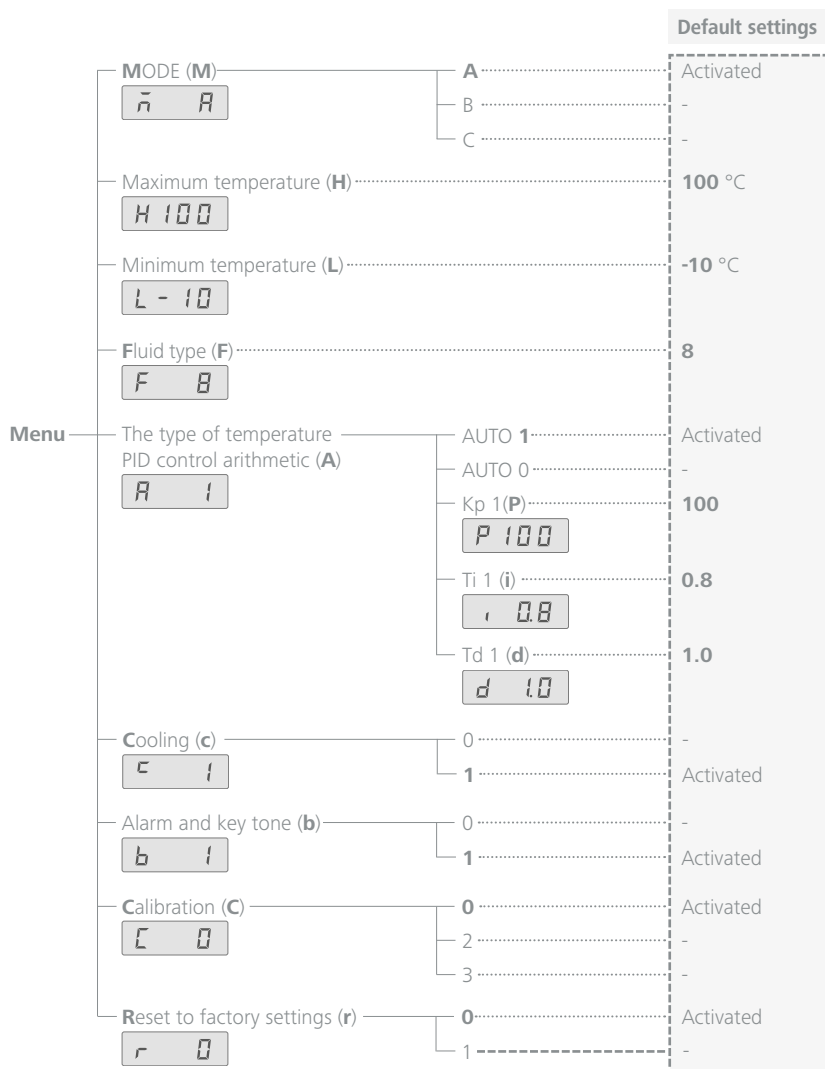 Default settings
MODE (M) A Activated
m̄ A B -
C -
Maximum temperature (H) 100 °C
H 100
Minimum temperature (L) -10 °C
L - 10
Fluid type (F) 8
F 8
Menu The type of temperature AUTO 1 Activated
PID control arithmetic (A) AUTO 0 -
A 1 Kp 1(P) 100
P 100
Ti 1 (i) 0.8
i 0.8
Td 1 (d) 1.0
d 1.0
Cooling (c) 0 -
c 1 1 Activated
Alarm and key tone (b) 0 -
b 1 1 Activated
Calibration (C) 0 Activated
C 0 2 -
3 -
Reset to factory settings (r) 0 Activated
r 0 1 -